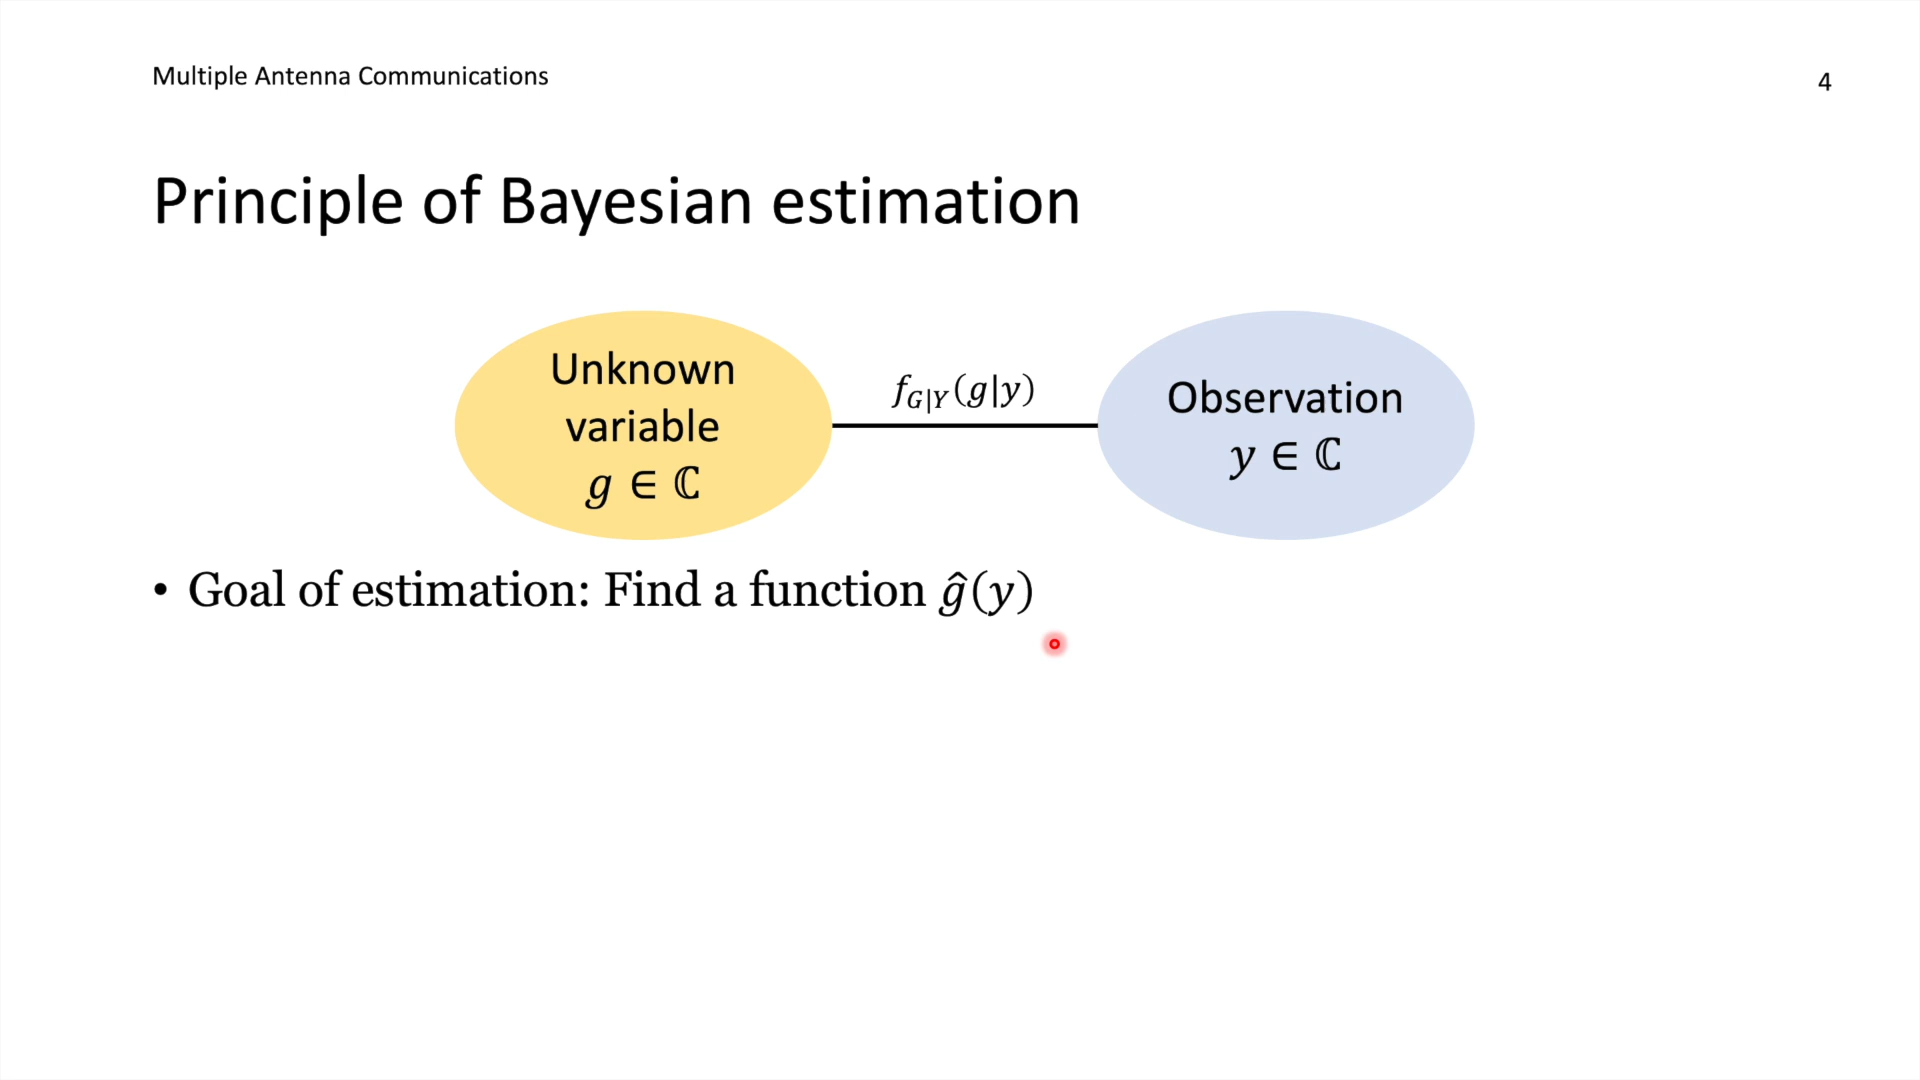 Multiple Antenna Communications
4
Principle of Bayesian estimation
Unknown
variable
g ∈ ℂ
f_{G|Y}(g|y)
Observation
y ∈ ℂ
• Goal of estimation: Find a function ĝ(y)